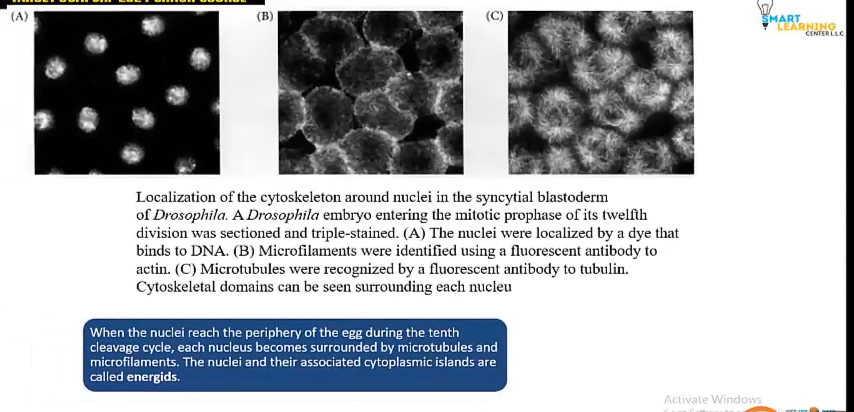 (A)
(B)
(C)
SMART
LEARNING
CENTER L.L.C
Localization of the cytoskeleton around nuclei in the syncytial blastoderm
of Drosophila. A Drosophila embryo entering the mitotic prophase of its twelfth
division was sectioned and triple-stained. (A) The nuclei were localized by a dye that
binds to DNA. (B) Microfilaments were identified using a fluorescent antibody to
actin. (C) Microtubules were recognized by a fluorescent antibody to tubulin.
Cytoskeletal domains can be seen surrounding each nucleu
When the nuclei reach the periphery of the egg during the tenth
cleavage cycle, each nucleus becomes surrounded by microtubules and
microfilaments. The nuclei and their associated cytoplasmic islands are
called energids.
Activate Windows